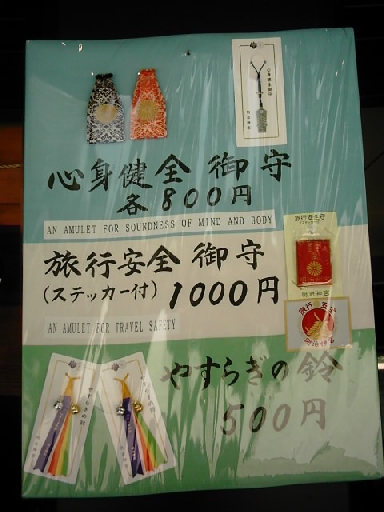 心身健全御守
各800円
AN AMULET FOR SOUNDNESS OF MIND AND BODY
旅行安全御守
(ステッカー付) 1000円
AN AMULET FOR TRAVEL SAFETY
やすらぎの鈴
500円